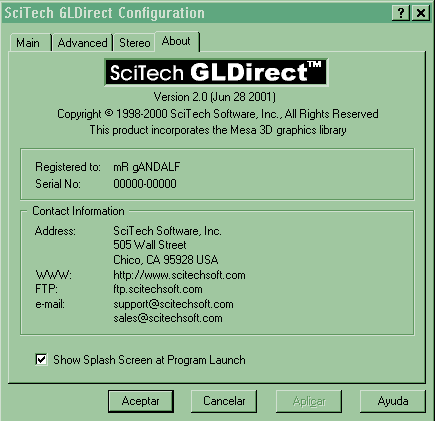 SciTech GLDirect Configuration
Main Advanced Stereo About
SciTech GLDirect™
Version 2.0 (Jun 28 2001)
Copyright © 1998-2000 SciTech Software, Inc., All Rights Reserved
This product incorporates the Mesa 3D graphics library
Registered to: mR gANDALF
Serial No: 00000-00000
Contact Information
Address: SciTech Software, Inc.
505 Wall Street
Chico, CA 95928 USA
WWW: http://www.scitechsoft.com
FTP: ftp.scitechsoft.com
e-mail: support@scitechsoft.com
sales@scitechsoft.com
Show Splash Screen at Program Launch
Aceptar Cancelar Aplicar Ayuda